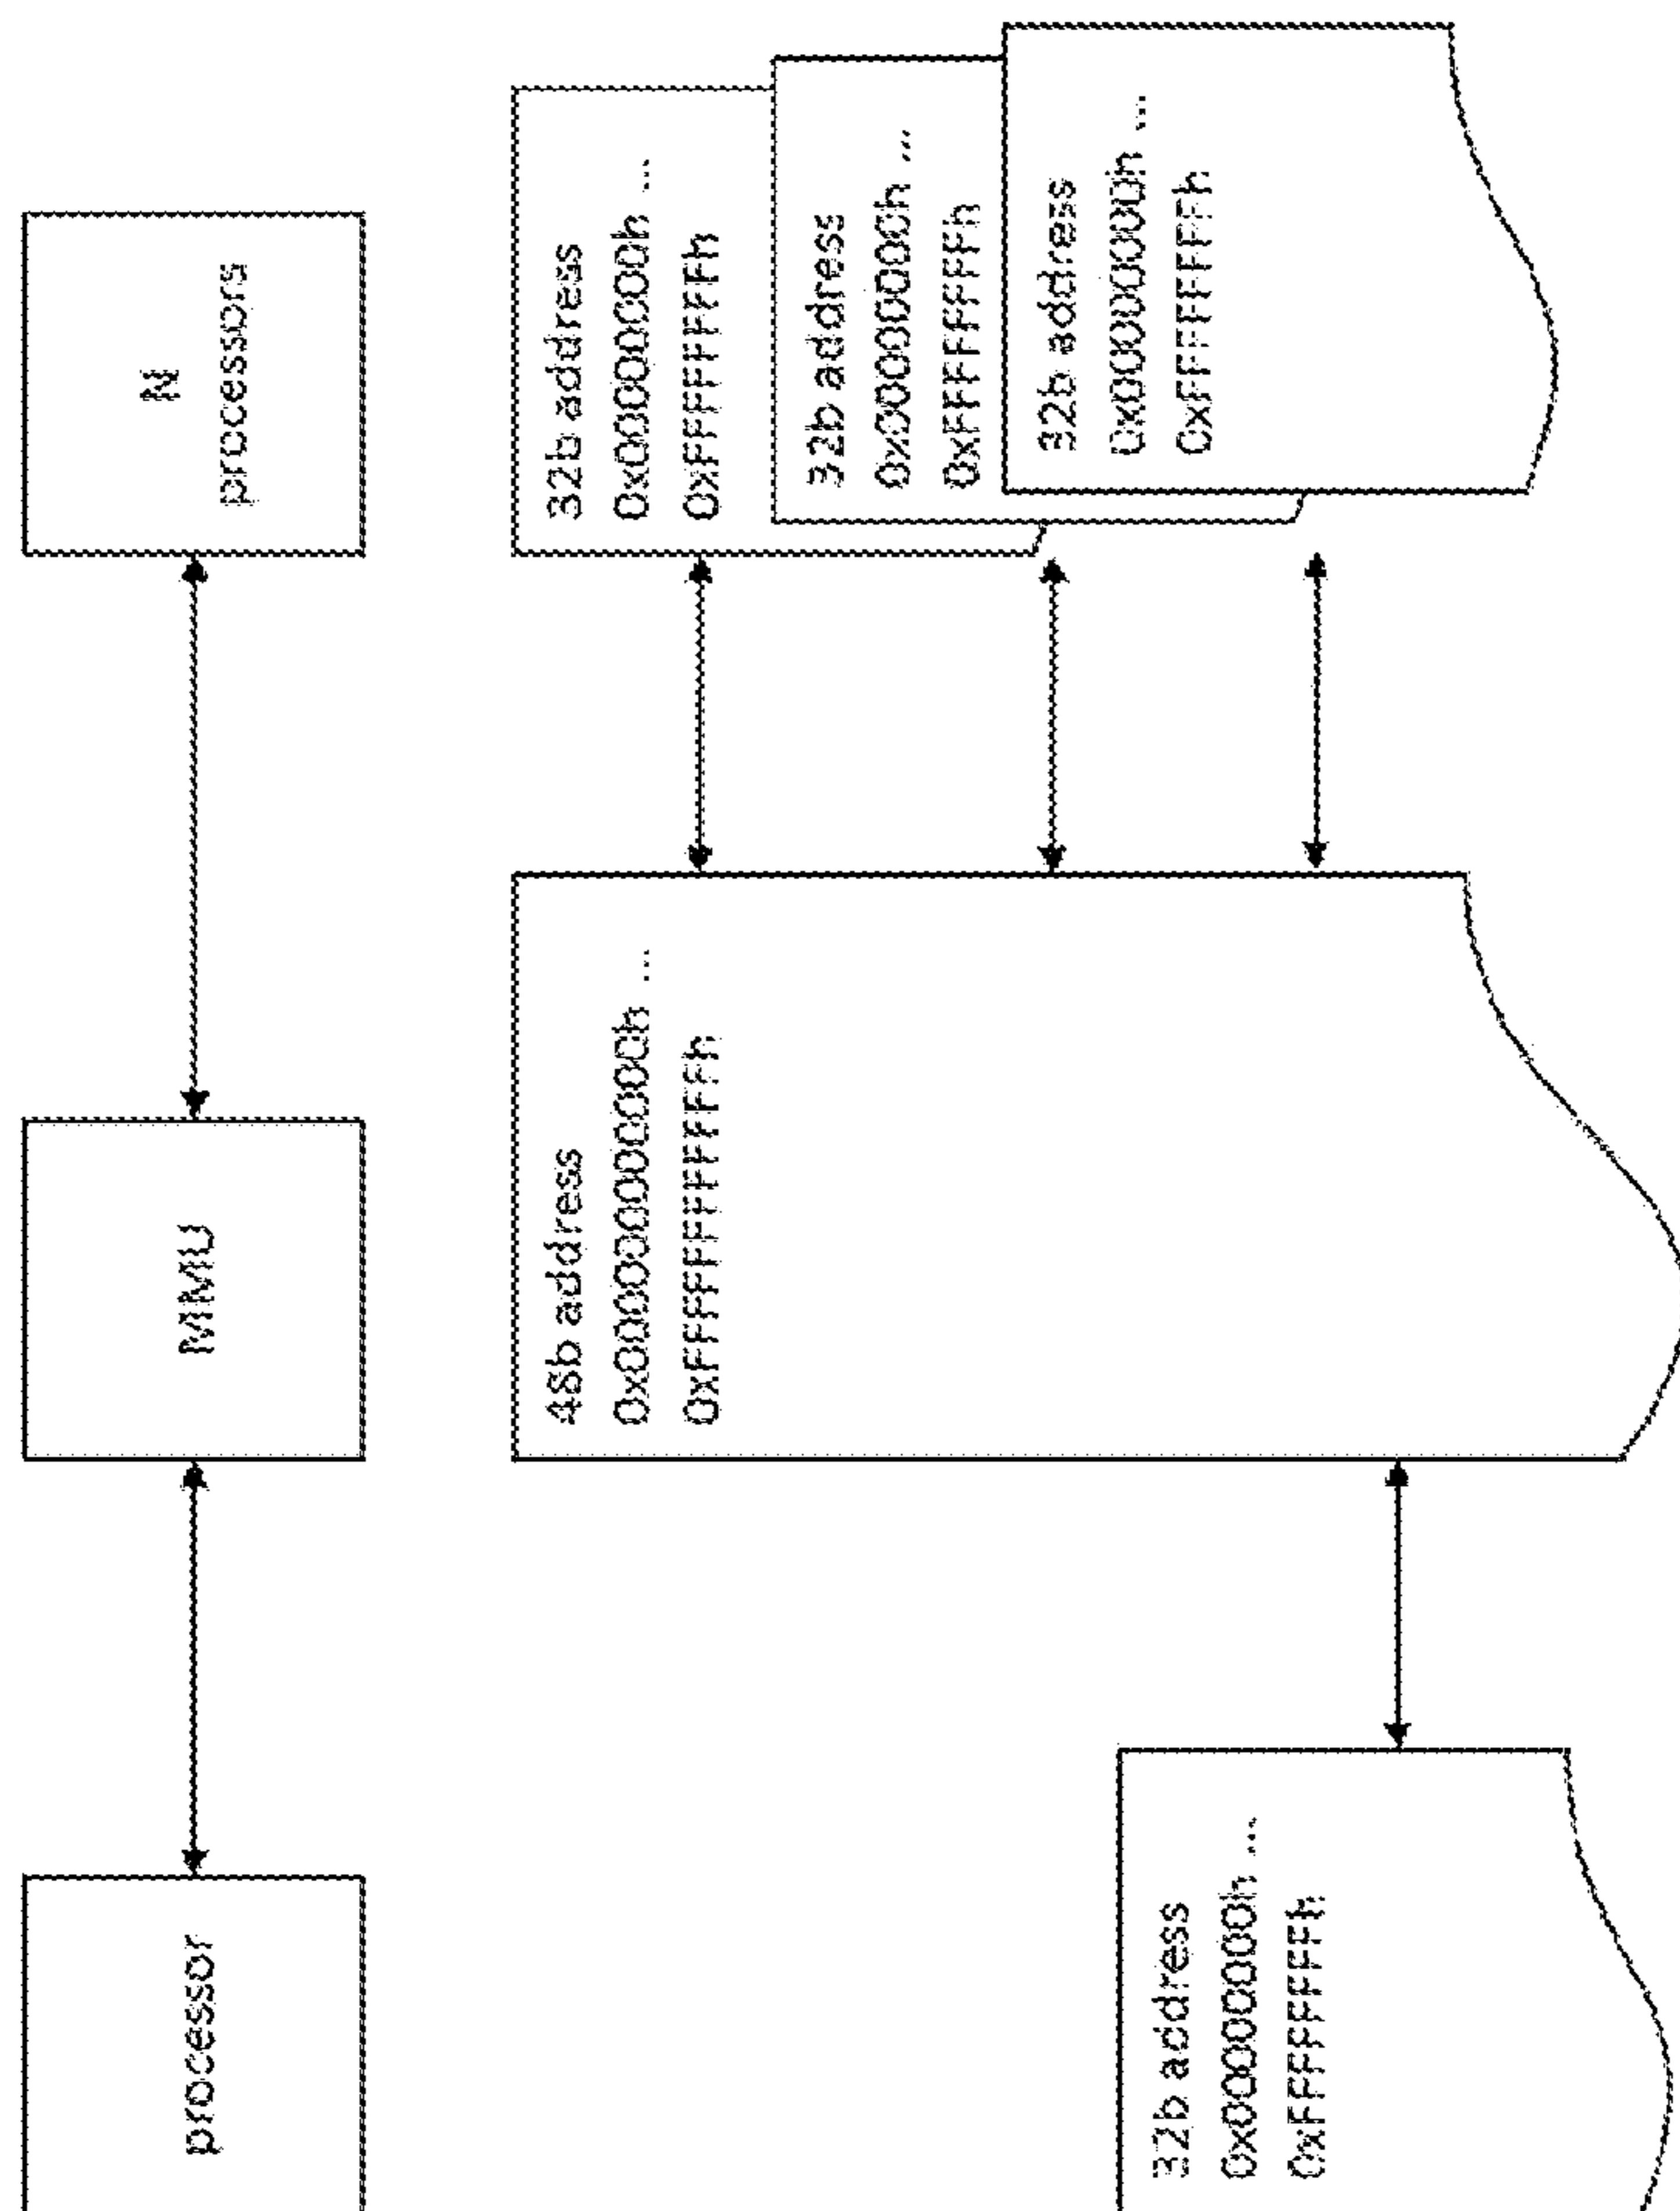 processor
MMU
N
processors
48b address
0x000000000000h ...
0xFFFFFFFFFFFFh
32b address
0x00000000h ...
0xFFFFFFFFh
32b address
0x00000000h ...
0xFFFFFFFFh
32b address
0x00000000h ...
0xFFFFFFFFh
32b address
0x00000000h ...
0xFFFFFFFFh